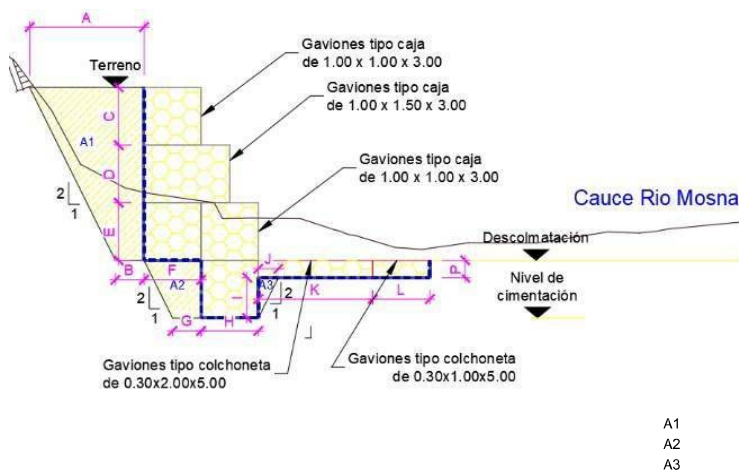 A
Gaviones tipo caja
de 1.00 x 1.00 x 3.00
Terreno
Gaviones tipo caja
de 1.00 x 1.50 x 3.00
C
A1
D
Gaviones tipo caja
de 1.00 x 1.00 x 3.00
2
1
E
Cauce Rio Mosna
Descolmatación
J
B
F
P
A2
I
A3
2
1
K
L
Nivel de
cimentación
2
1
G
H
Gaviones tipo colchoneta
de 0.30x2.00x5.00
Gaviones tipo colchoneta
de 0.30x1.00x5.00
A1
A2
A3